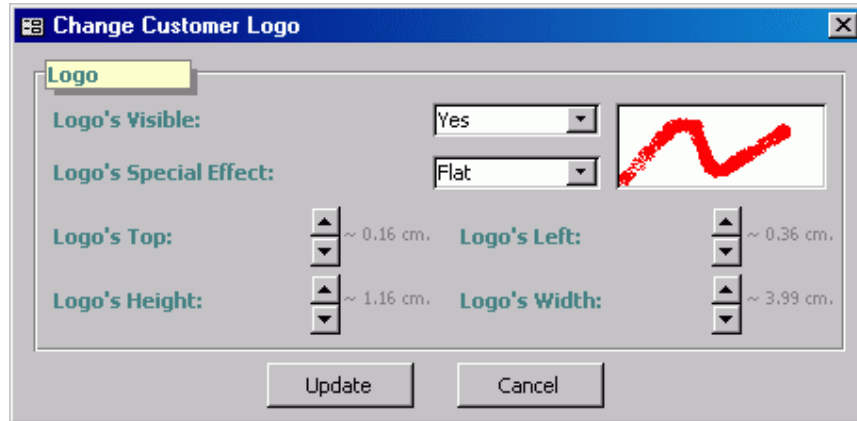 Change Customer Logo
Logo
Logo's Visible: Yes
Logo's Special Effect: Flat
Logo's Top: ~ 0.16 cm. Logo's Left: ~ 0.36 cm.
Logo's Height: ~ 1.16 cm. Logo's Width: ~ 3.99 cm.
Update Cancel